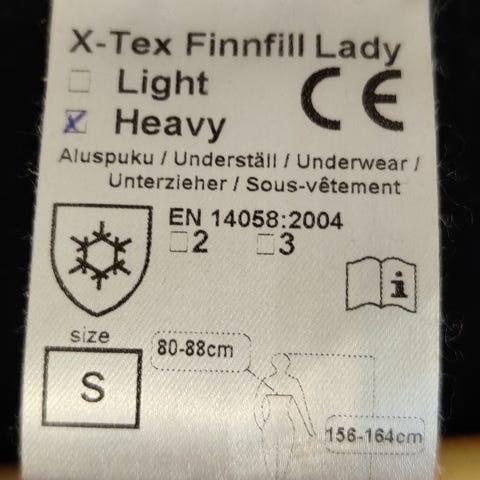 X-Tex Finnfill Lady
Light
Heavy
CE
Aluspuku / Underställ / Underwear /
Unterzieher / Sous-vêtement
EN 14058:2004
2 3
i
size
S
80-88cm
156-164cm